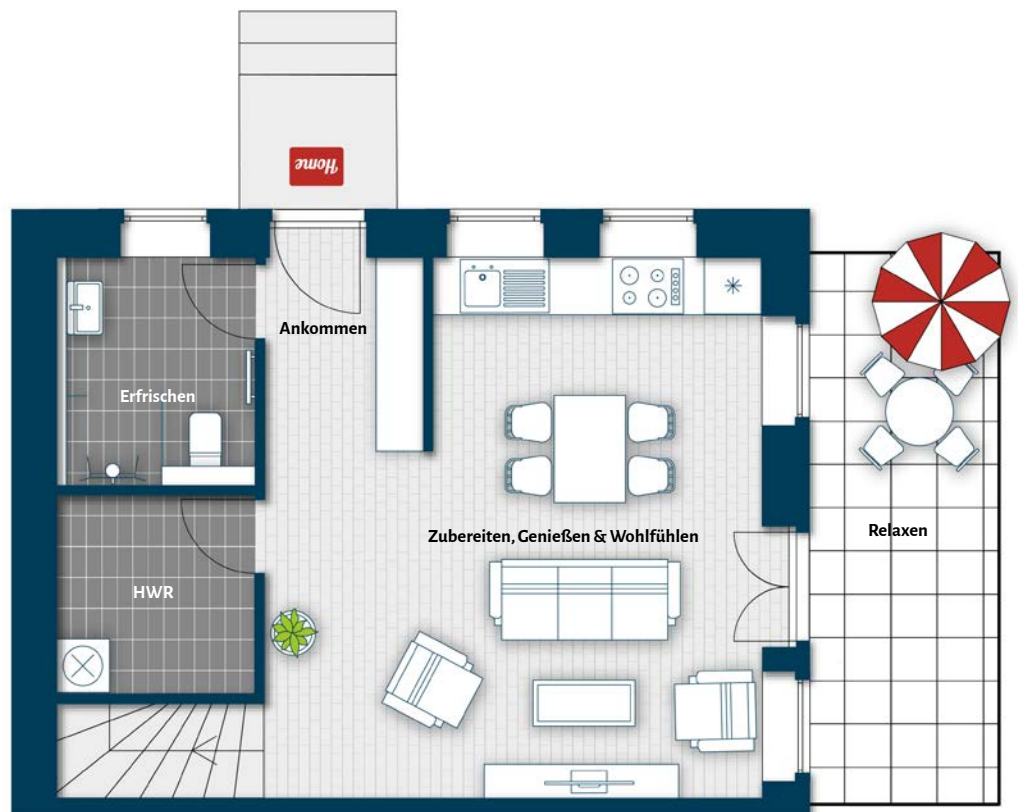 Home
Ankommen
Erfrischen
Zubereiten, Genießen & Wohlfühlen
Relaxen
HWR